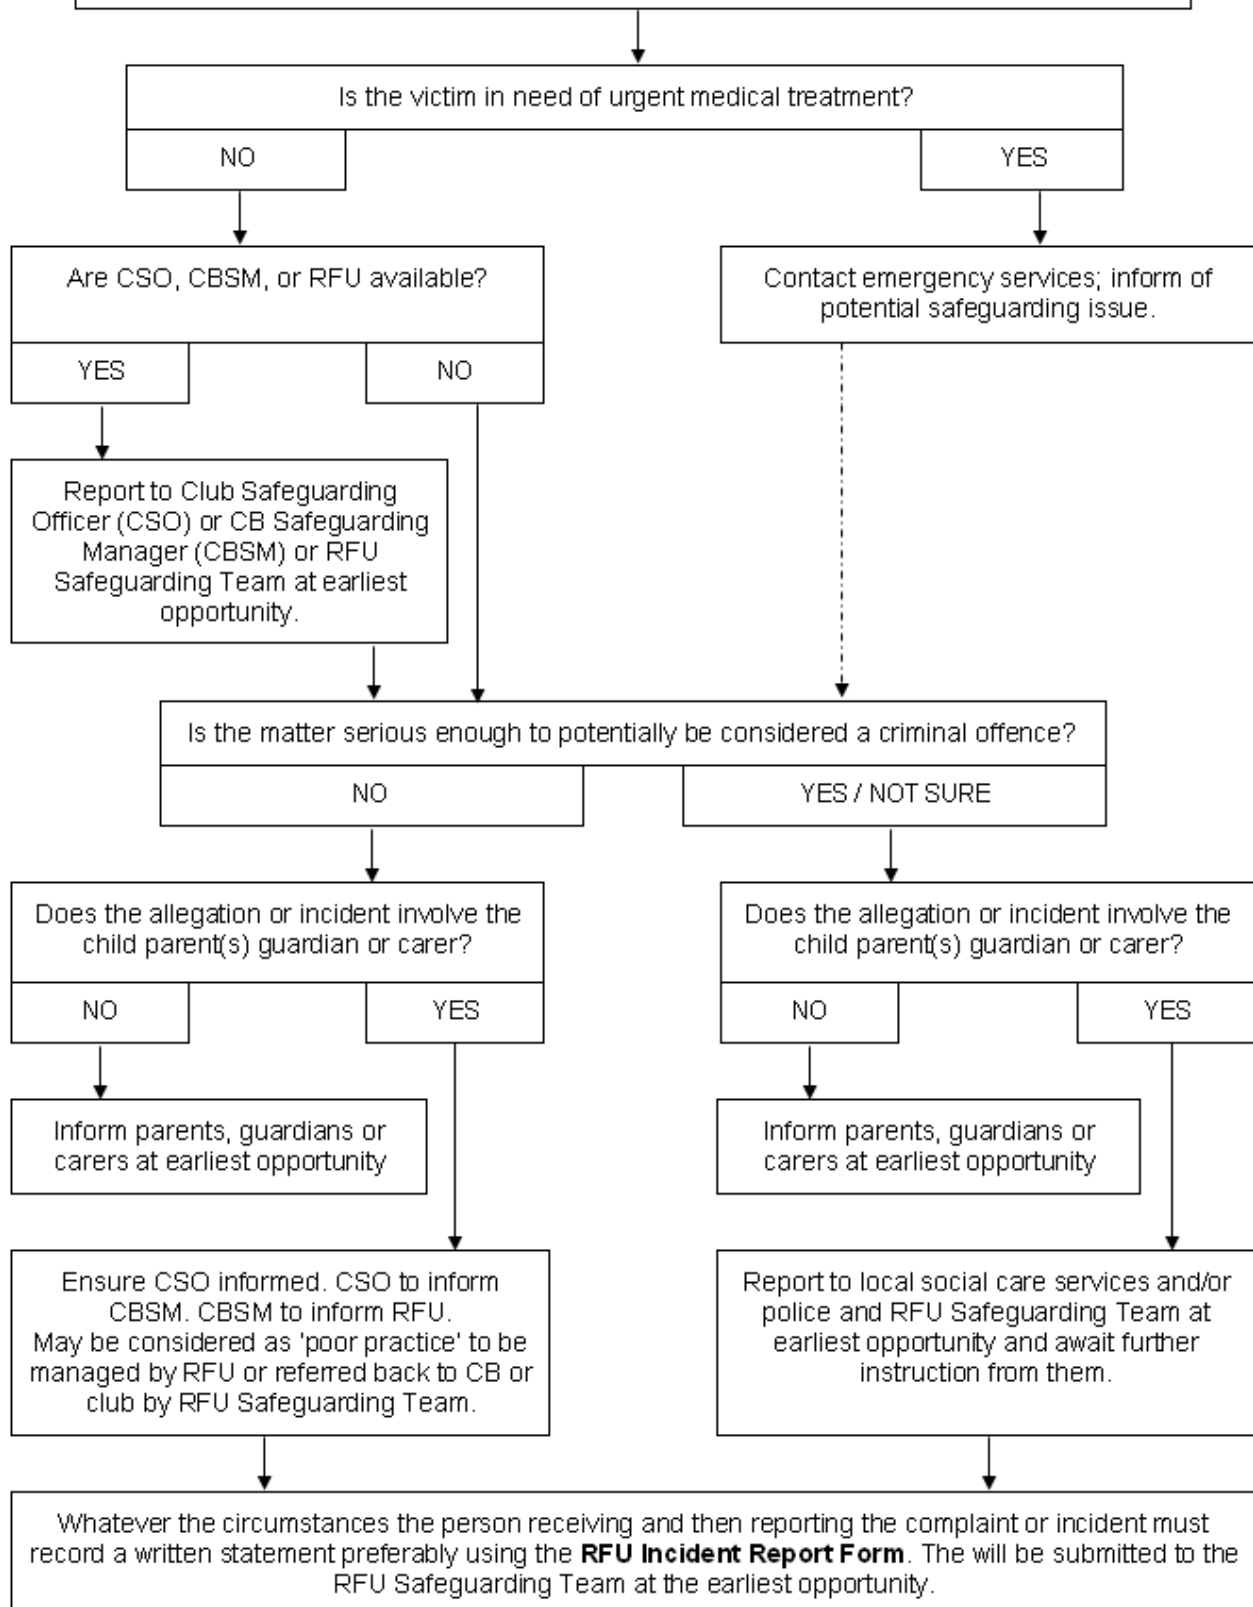 Is the victim in need of urgent medical treatment?
NO
YES
Are CSO, CBSM, or RFU available?
YES
NO
Contact emergency services; inform of
potential safeguarding issue.
Report to Club Safeguarding
Officer (CSO) or CB Safeguarding
Manager (CBSM) or RFU
Safeguarding Team at earliest
opportunity.
Is the matter serious enough to potentially be considered a criminal offence?
NO
YES / NOT SURE
Does the allegation or incident involve the
child parent(s) guardian or carer?
NO
YES
Does the allegation or incident involve the
child parent(s) guardian or carer?
NO
YES
Inform parents, guardians or
carers at earliest opportunity
Inform parents, guardians or
carers at earliest opportunity
Ensure CSO informed. CSO to inform
CBSM. CBSM to inform RFU.
May be considered as 'poor practice' to be
managed by RFU or referred back to CB or
club by RFU Safeguarding Team.
Report to local social care services and/or
police and RFU Safeguarding Team at
earliest opportunity and await further
instruction from them.
Whatever the circumstances the person receiving and then reporting the complaint or incident must
record a written statement preferably using the RFU Incident Report Form. The will be submitted to the
RFU Safeguarding Team at the earliest opportunity.